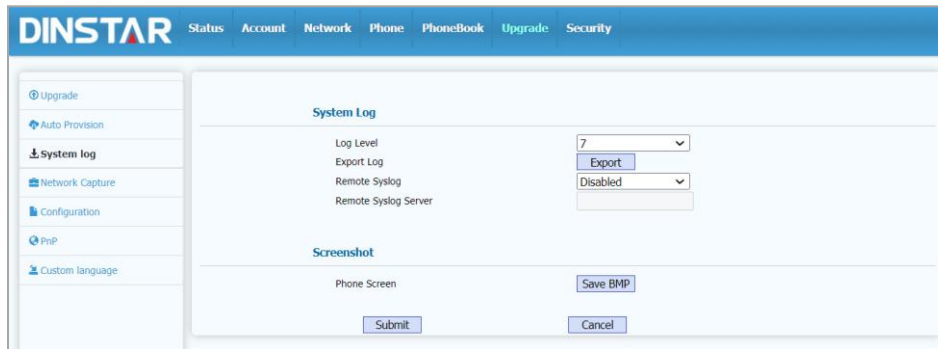 DINSTAR Status Account Network Phone PhoneBook Upgrade Security
Upgrade
Auto Provision
System log
Network Capture
Configuration
PnP
Custom language
System Log
Log Level 7
Export Log Export
Remote Syslog Disabled
Remote Syslog Server
Screenshot
Phone Screen Save BMP
Submit Cancel